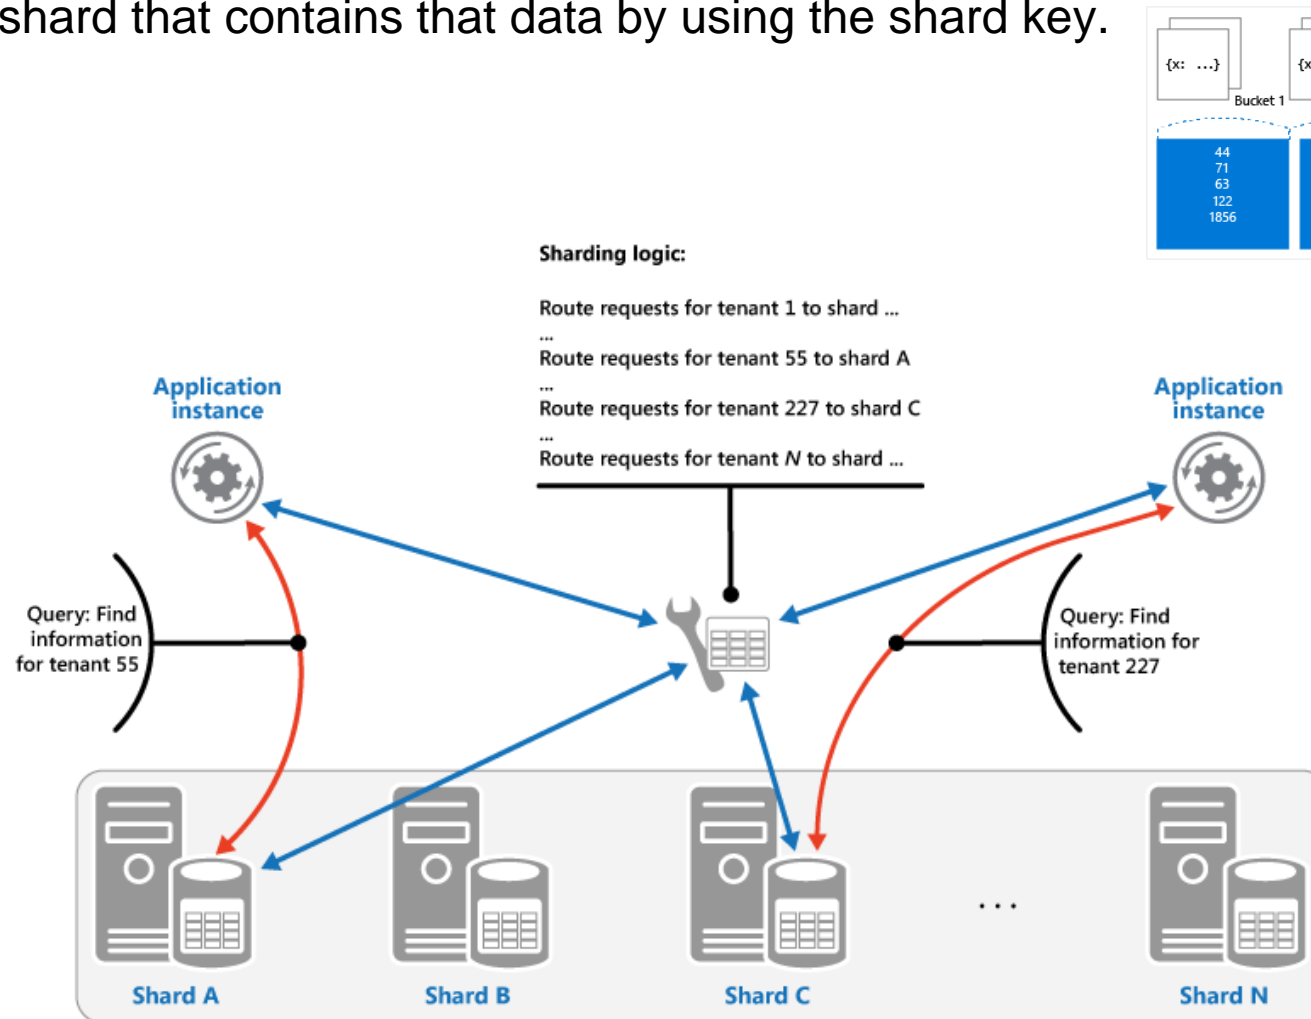 shard that contains that data by using the shard key.
{x: ...}
{x
Bucket 1
44
71
63
122
1856
Sharding logic:
Route requests for tenant 1 to shard ...
...
Route requests for tenant 55 to shard A
...
Route requests for tenant 227 to shard C
...
Route requests for tenant N to shard ...
Application
instance
Application
instance
Query: Find
information
for tenant 55
Query: Find
information for
tenant 227
...
Shard A
Shard B
Shard C
Shard N